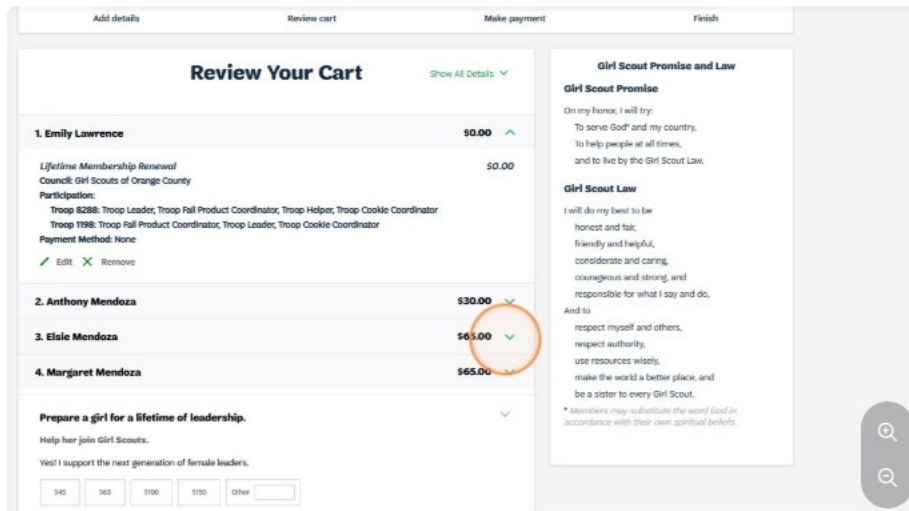 Add details
Review cart
Make payment
Finish
Review Your Cart
Show All Details
1. Emily Lawrence
$0.00
Lifetime Membership Renewal
$0.00
Council: Girl Scouts of Orange County
Participation:
Troop 8288: Troop Leader, Troop Fall Product Coordinator, Troop Helper, Troop Cookie Coordinator
Troop 1198: Troop Fall Product Coordinator, Troop Leader, Troop Cookie Coordinator
Payment Method: None
Edit
Remove
2. Anthony Mendoza
$30.00
3. Elsie Mendoza
$65.00
4. Margaret Mendoza
$65.00
Prepare a girl for a lifetime of leadership.
Help her join Girl Scouts.
Yes! I support the next generation of female leaders.
$45
$65
$100
$150
Other
Girl Scout Promise and Law
Girl Scout Promise
On my honor, I will try:
To serve God* and my country,
To help people at all times,
and to live by the Girl Scout Law.
Girl Scout Law
I will do my best to be
honest and fair,
friendly and helpful,
considerate and caring,
courageous and strong, and
responsible for what I say and do,
And to
respect myself and others,
respect authority,
use resources wisely,
make the world a better place, and
be a sister to every Girl Scout.
* Members may substitute the word God in
accordance with their own spiritual beliefs.